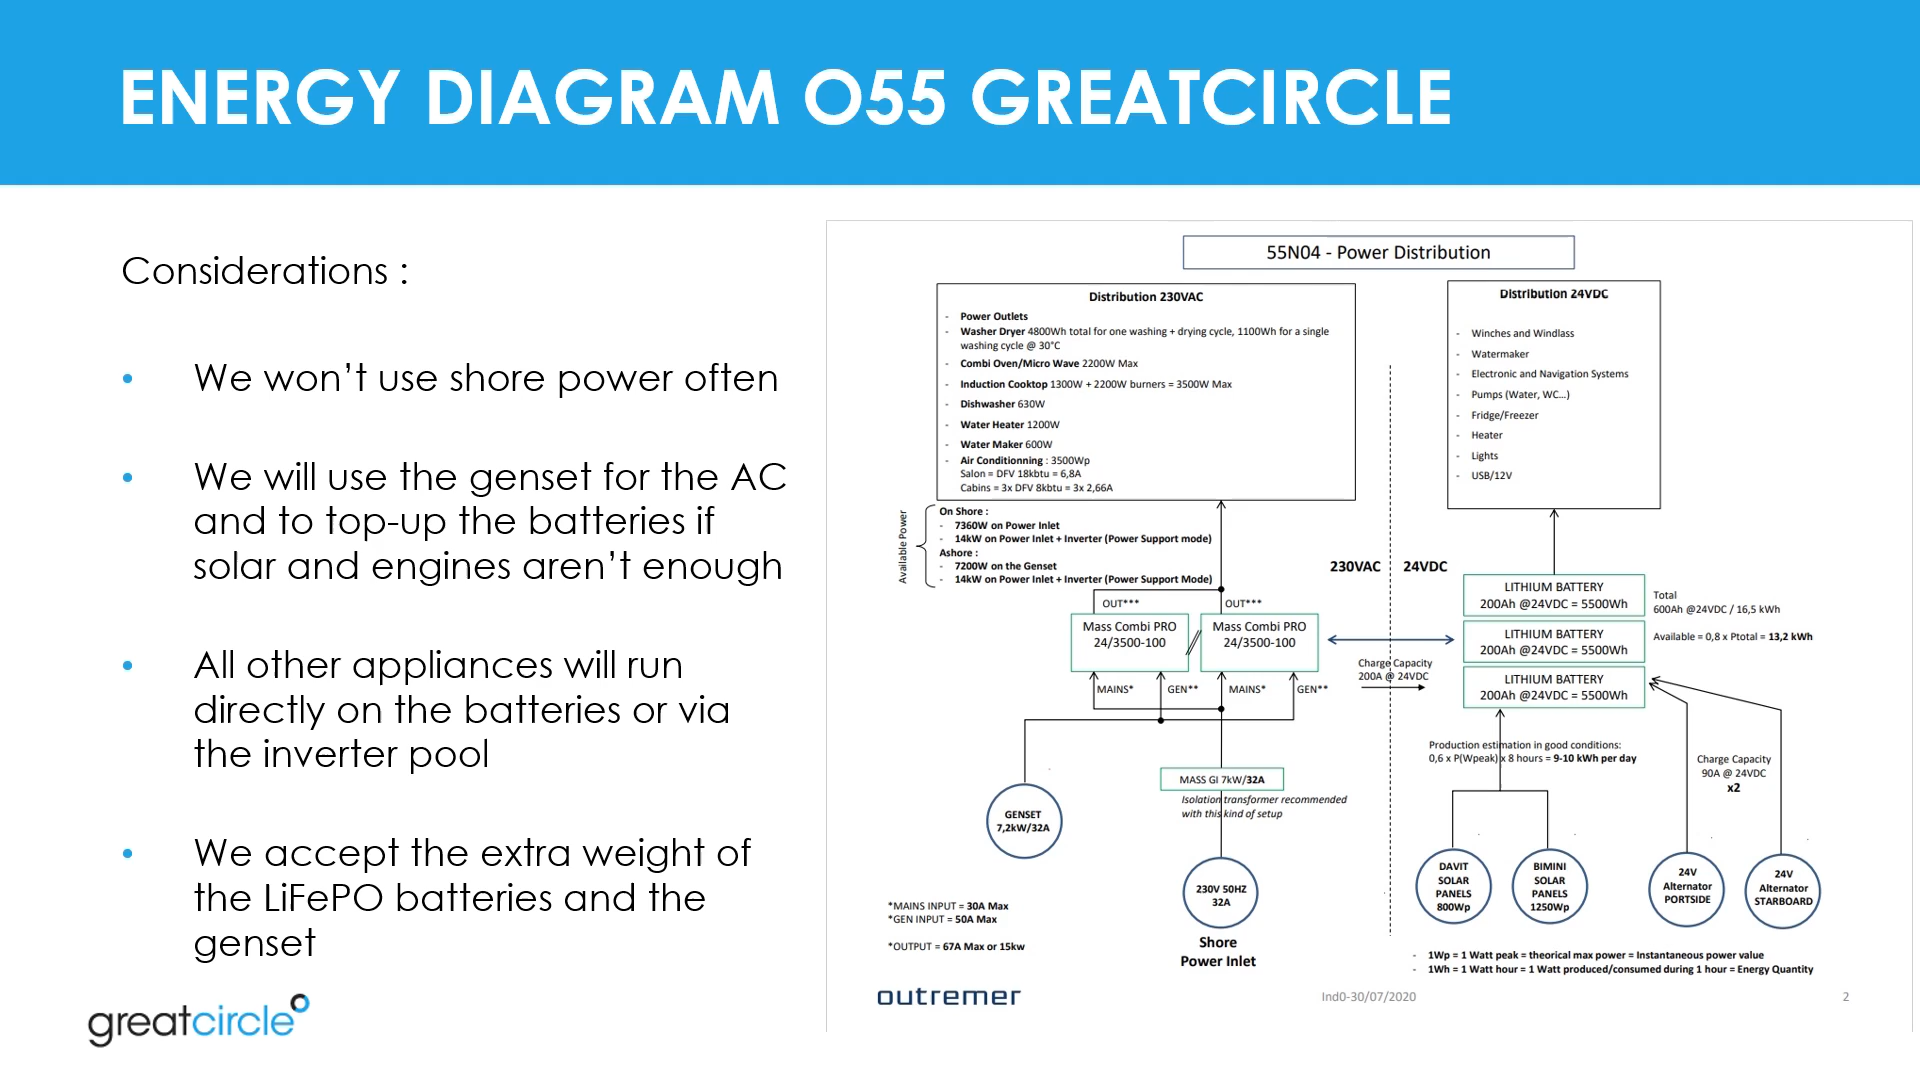 ENERGY DIAGRAM O55 GREATCIRCLE
Considerations :
• We won't use shore power often
• We will use the genset for the AC
and to top-up the batteries if
solar and engines aren't enough
• All other appliances will run
directly on the batteries or via
the inverter pool
• We accept the extra weight of
the LiFePO batteries and the
genset
greatcircle
55N04 - Power Distribution
Distribution 230VAC
- Power Outlets
- Washer Dryer 4800Wh total for one washing + drying cycle, 1100Wh for a single
washing cycle @ 30°C
- Combi Oven/Micro Wave 2200W Max
- Induction Cooktop 1300W + 2200W burners = 3500W Max
- Dishwasher 630W
- Water Heater 1200W
- Water Maker 600W
- Air Conditionning : 3500Wp
Salon = DFV 18kbtu = 6,8A
Cabins = 3x DFV 8kbtu = 3x 2,66A
Distribution 24VDC
- Winches and Windlass
- Watermaker
- Electronic and Navigation Systems
- Pumps (Water, WC…)
- Fridge/Freezer
- Heater
- Lights
- USB/12V
Available Power
On Shore :
- 7360W on Power Inlet
- 14kW on Power Inlet + Inverter (Power Support mode)
Ashore :
- 7200W on the Genset
- 14kW on Power Inlet + Inverter (Power Support Mode)
230VAC 24VDC
OUT*** OUT***
Mass Combi PRO
24/3500-100
Mass Combi PRO
24/3500-100
MAINS* GEN** MAINS* GEN**
Charge Capacity
200A @ 24VDC
LITHIUM BATTERY
200Ah @24VDC = 5500Wh
LITHIUM BATTERY
200Ah @24VDC = 5500Wh
LITHIUM BATTERY
200Ah @24VDC = 5500Wh
Total
600Ah @24VDC / 16,5 kWh
Available = 0,8 x Ptotal = 13,2 kWh
Production estimation in good conditions:
0,6 x P(Wpeak) x 8 hours = 9-10 kWh per day
Charge Capacity
90A @ 24VDC
x2
MASS GI 7kW/32A
Isolation transformer recommended
with this kind of setup
GENSET
7,2kW/32A
230V 50HZ
32A
Shore
Power Inlet
DAVIT
SOLAR
PANELS
800Wp
BIMINI
SOLAR
PANELS
1250Wp
24V
Alternator
PORTSIDE
24V
Alternator
STARBOARD
*MAINS INPUT = 30A Max
*GEN INPUT = 50A Max
*OUTPUT = 67A Max or 15kw
- 1Wp = 1 Watt peak = theorical max power = Instantaneous power value
- 1Wh = 1 Watt hour = 1 Watt produced/consumed during 1 hour = Energy Quantity
outremer
Ind0-30/07/2020
2